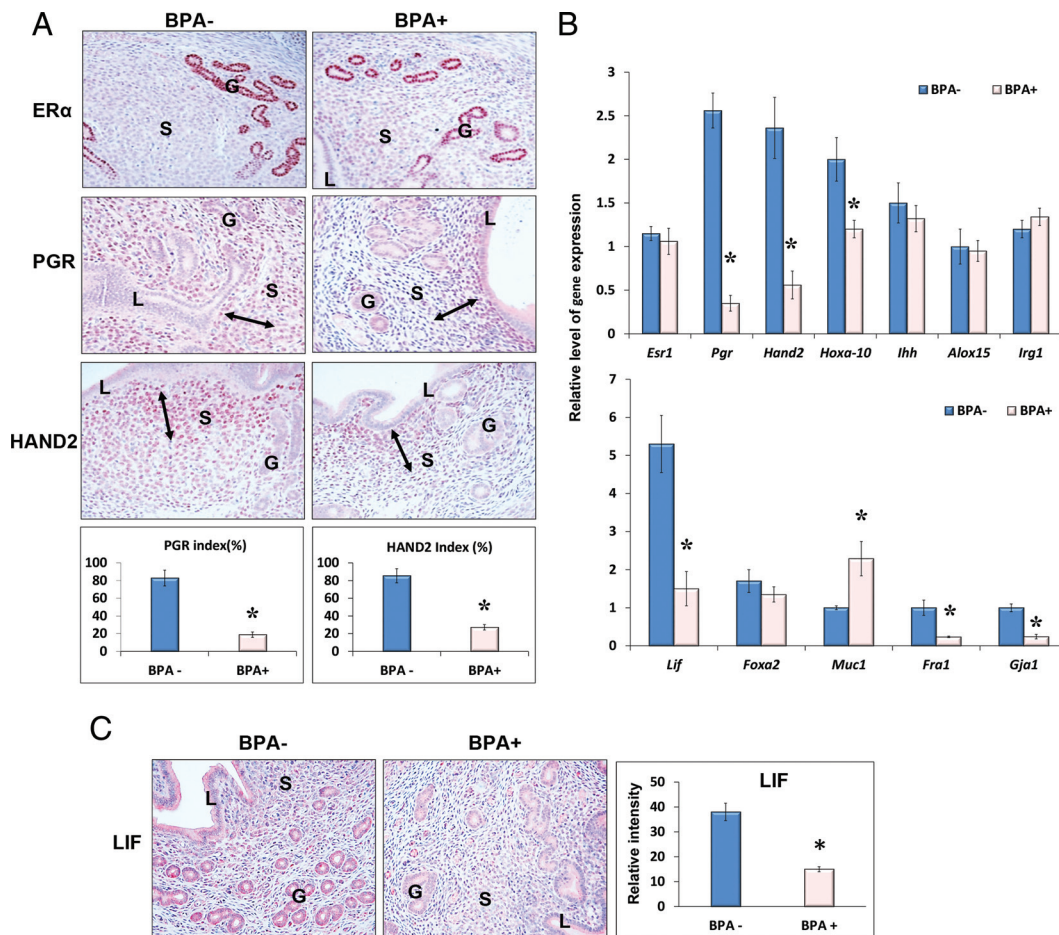 A
BPA-
BPA+
ERα
G
S
S
G
L
PGR
G
L
S
L
G
S
HAND2
L
S
G
L
G
S
PGR index(%)
100
80
60
40
20
0
*
BPA -
BPA+
HAND2 Index (%)
100
80
60
40
20
0
*
BPA -
BPA+
B
Relative level of gene expression
BPA-
BPA+
3
2.5
2
1.5
1
0.5
0
*
*
*
Esr1
Pgr
Hand2
Hoxa-10
Ihh
Alox15
Irg1
BPA-
BPA+
7
6
5
4
3
2
1
0
*
*
*
*
Lif
Foxa2
Muc1
Fra1
Gja1
C
BPA-
BPA+
LIF
L
S
G
G
S
L
LIF
Relative intensity
50
40
30
20
10
0
*
BPA -
BPA +